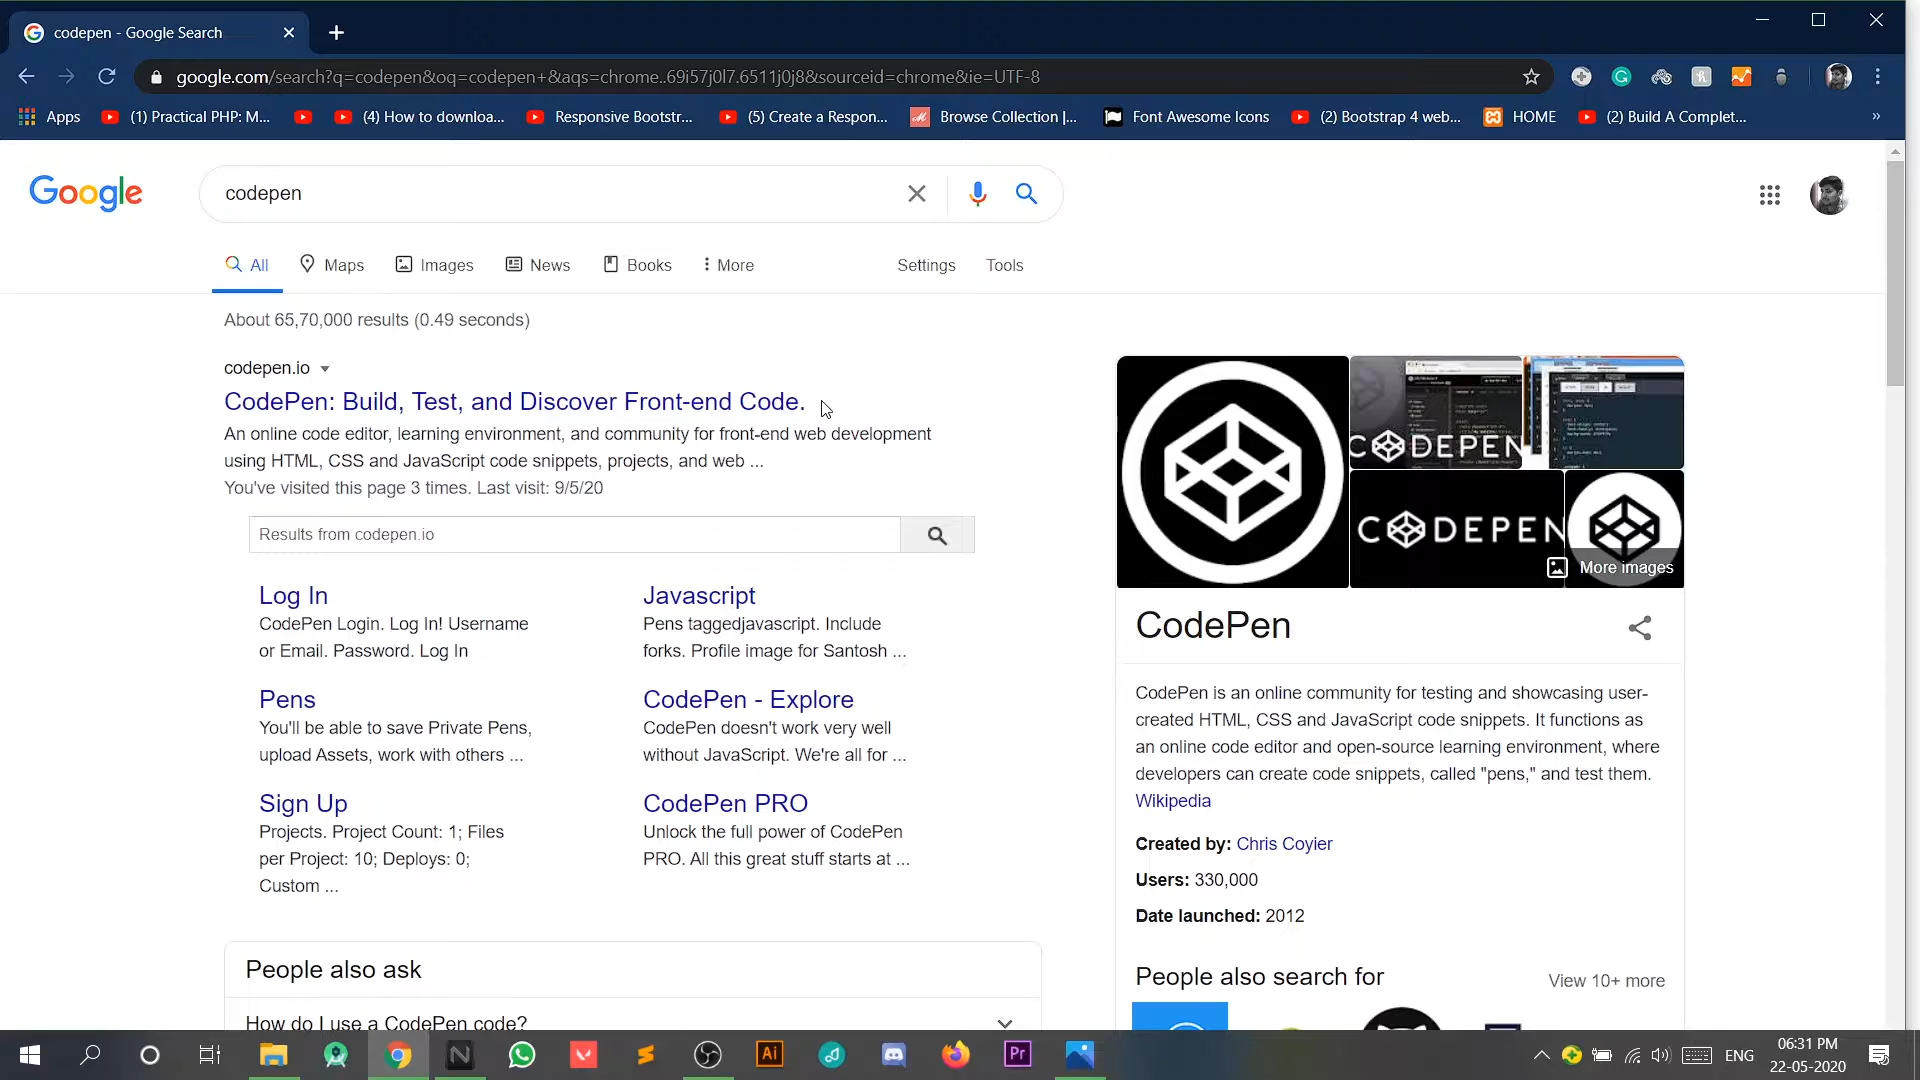 codepen - Google Search
google.com/search?q=codepen&oq=codepen+&aqs=chrome..69i57j0l7.6511j0j8&sourceid=chrome&ie=UTF-8
Apps (1) Practical PHP: M... (4) How to downloa... Responsive Bootstr... (5) Create a Respon... Browse Collection |... Font Awesome Icons (2) Bootstrap 4 web... HOME (2) Build A Complet... »
Google codepen
All Maps Images News Books More Settings Tools
About 65,70,000 results (0.49 seconds)
codepen.io
CodePen: Build, Test, and Discover Front-end Code.
An online code editor, learning environment, and community for front-end web development
using HTML, CSS and JavaScript code snippets, projects, and web ...
You've visited this page 3 times. Last visit: 9/5/20
Results from codepen.io
Log In
CodePen Login. Log In! Username
or Email. Password. Log In
Javascript
Pens taggedjavascript. Include
forks. Profile image for Santosh ...
Pens
You'll be able to save Private Pens,
upload Assets, work with others ...
CodePen - Explore
CodePen doesn't work very well
without JavaScript. We're all for ...
Sign Up
Projects. Project Count: 1; Files
per Project: 10; Deploys: 0;
Custom ...
CodePen PRO
Unlock the full power of CodePen
PRO. All this great stuff starts at ...
People also ask
How do I use a CodePen code?
CODEPEN
CODEPEN
More images
CodePen
CodePen is an online community for testing and showcasing user-
created HTML, CSS and JavaScript code snippets. It functions as
an online code editor and open-source learning environment, where
developers can create code snippets, called "pens," and test them.
Wikipedia
Created by: Chris Coyier
Users: 330,000
Date launched: 2012
People also search for View 10+ more
Ai Pr ENG 06:31 PM
22-05-2020